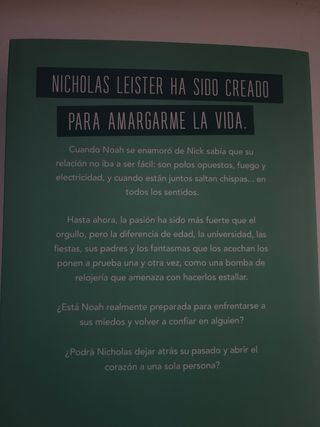 NICHOLAS LEISTER HA SIDO CREADO
PARA AMARGARME LA VIDA.
Cuando Noah se enamoró de Nick sabía que su
relación no iba a ser fácil: son polos opuestos, fuego y
electricidad, y cuando están juntos saltan chispas... en
todos los sentidos.
Hasta ahora, la pasión ha sido más fuerte que el
orgullo, pero la diferencia de edad, la universidad, las
fiestas, sus padres y los fantasmas que los acechan los
ponen a prueba una y otra vez, como una bomba de
relojería que amenaza con hacerlos estallar.
¿Está Noah realmente preparada para enfrentarse a
sus miedos y volver a confiar en alguien?
¿Podrá Nicholas dejar atrás su pasado y abrir el
corazón a una sola persona?